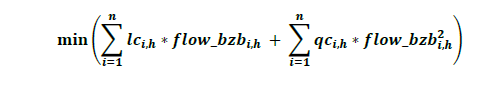 min(∑_{i=1}^{n} lc_{i,h} * flow_bzb_{i,h} + ∑_{i=1}^{n} qc_{i,h} * flow_bzb_{i,h}^{2})